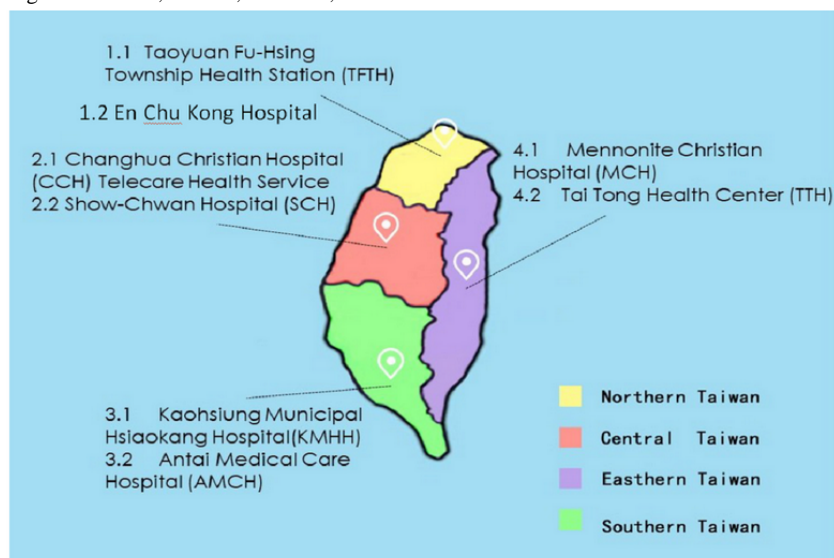 1.1 Taoyuan Fu-Hsing
Township Health Station (TFTH)
1.2 En Chu Kong Hospital
2.1 Changhua Christian Hospital
(CCH) Telecare Health Service
2.2 Show-Chwan Hospital (SCH)
4.1 Mennonite Christian
Hospital (MCH)
4.2 Tai Tong Health Center (TTH)
3.1 Kaohsiung Municipal
Hsiaokang Hospital(KMHH)
3.2 Antai Medical Care
Hospital (AMCH)
Northern Taiwan
Central Taiwan
Easthern Taiwan
Southern Taiwan